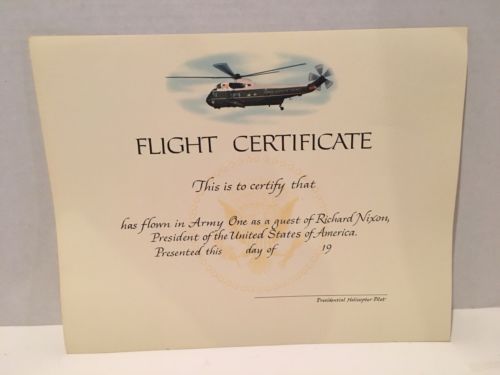 FLIGHT CERTIFICATE
This is to certify that
has flown in Army One as a guest of Richard Nixon,
President of the United States of America.
Presented this day of 19
Presidential Helicopter Pilot